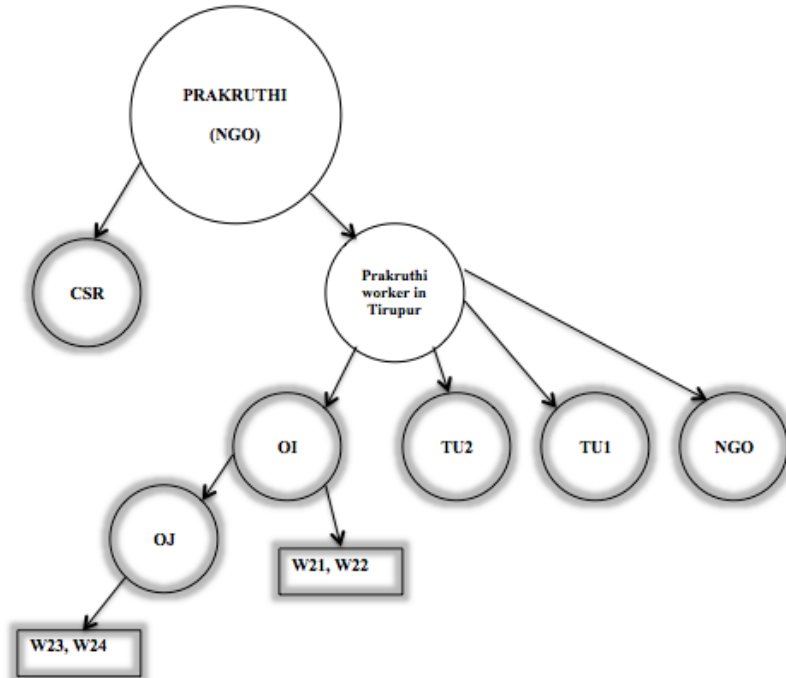 PRAKRUTHI
(NGO)
CSR
Prakruthi
worker in
Tirupur
OI
TU2
TU1
NGO
OJ
W21, W22
W23, W24